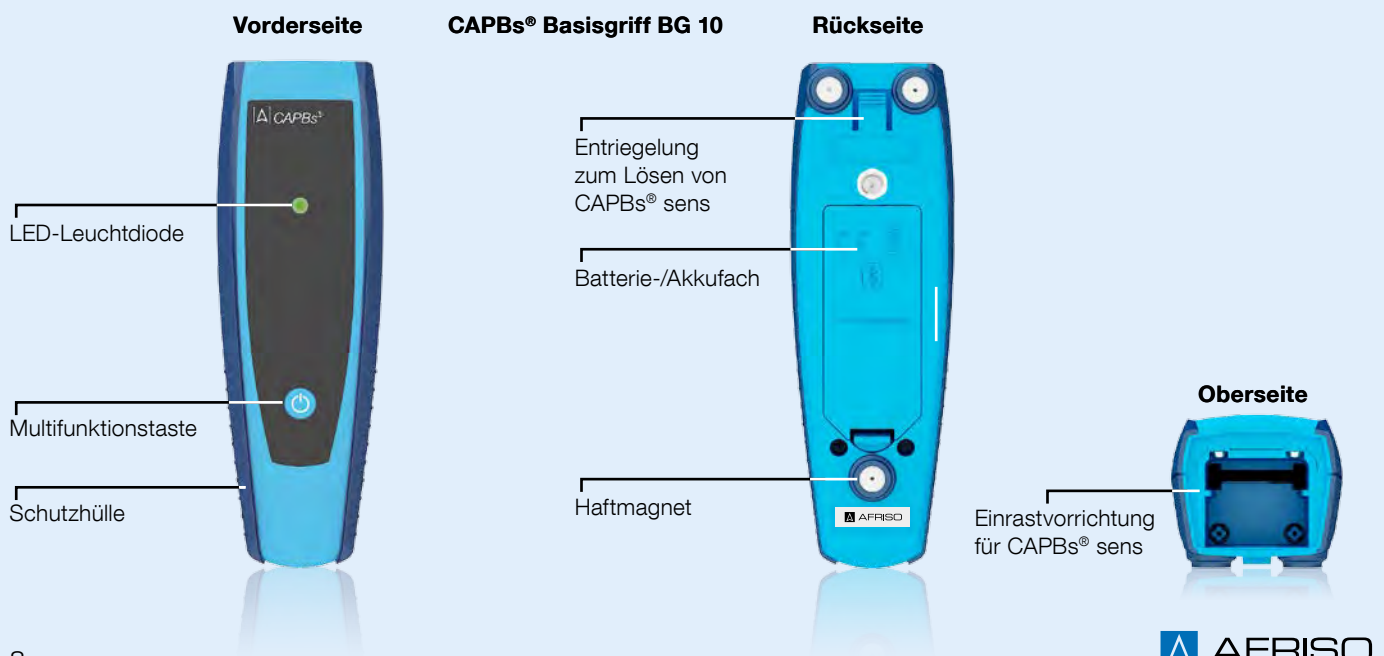 Vorderseite
CAPBs® Basisgriff BG 10
Rückseite
CAPBs®
LED-Leuchtdiode
Multifunktionstaste
Schutzhülle
Entriegelung
zum Lösen von
CAPBs® sens
Batterie-/Akkufach
Haftmagnet
AFRISO
Oberseite
Einrastvorrichtung
für CAPBs® sens
AFRISO